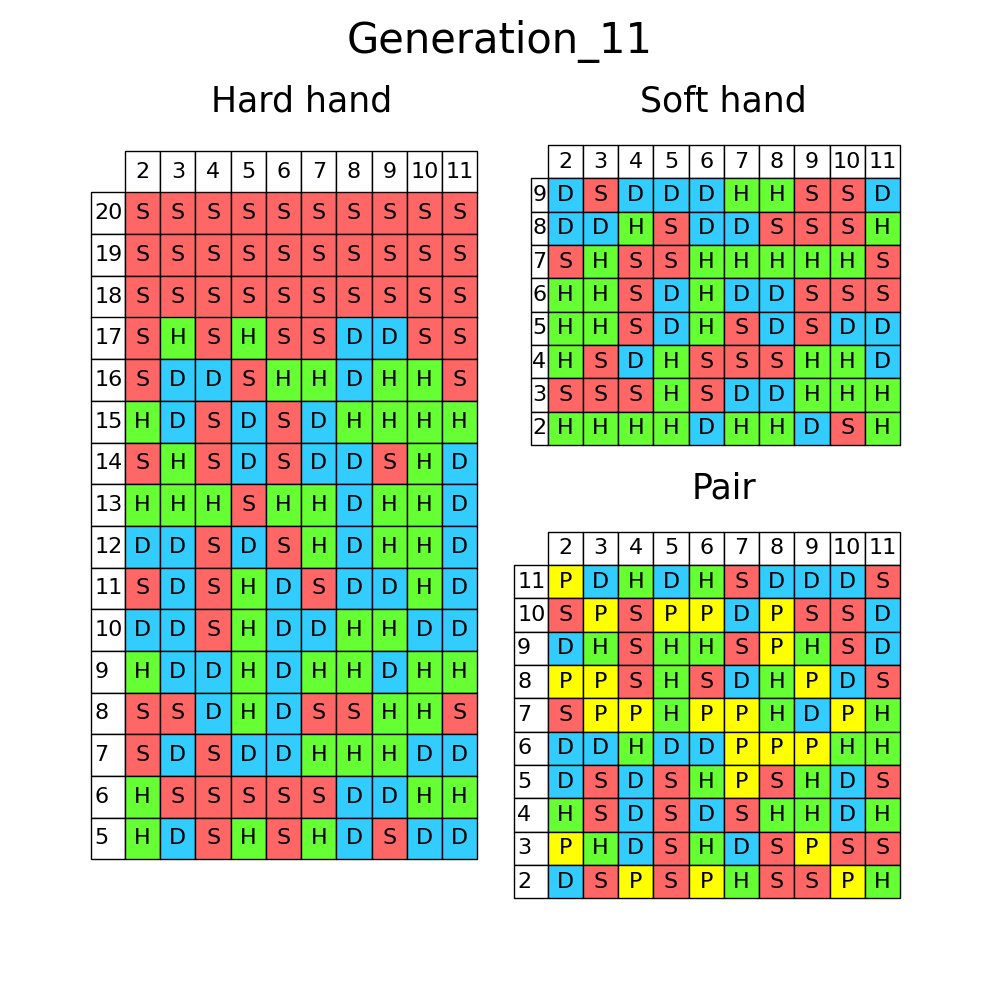 Generation_11
Hard hand
2 3 4 5 6 7 8 9 10 11
20 S S S S S S S S S S
19 S S S S S S S S S S
18 S S S S S S S S S S
17 S H S H S S D D S S
16 S D D S H H D H H S
15 H D S D S D H H H H
14 S H S D S D D S H D
13 H H H S H H D H H D
12 D D S D S H D H H D
11 S D S H D S D D H D
10 D D S H D D H H D D
9 H D D H D H H D H H
8 S S D H D S S H H S
7 S D S D D H H H D D
6 H S S S S S D D H H
5 H D S H S H D S D D
Soft hand
2 3 4 5 6 7 8 9 10 11
9 D S D D D H H S S D
8 D D H S D D S S S H
7 S H S S H H H H H S
6 H H S D H D D S S S
5 H H S D H S D S D D
4 H S D H S S S H H D
3 S S S H S D D H H H
2 H H H H D H H D S H
Pair
2 3 4 5 6 7 8 9 10 11
11 P D H D H S D D D S
10 S P S P P D P S S D
9 D H S H H S P H S D
8 P P S H S D H P D S
7 S P P H P P H D P H
6 D D H D D P P P H H
5 D S D S H P S H D S
4 H S D S D S H H D H
3 P H D S H D S P S S
2 D S P S P H S S P H